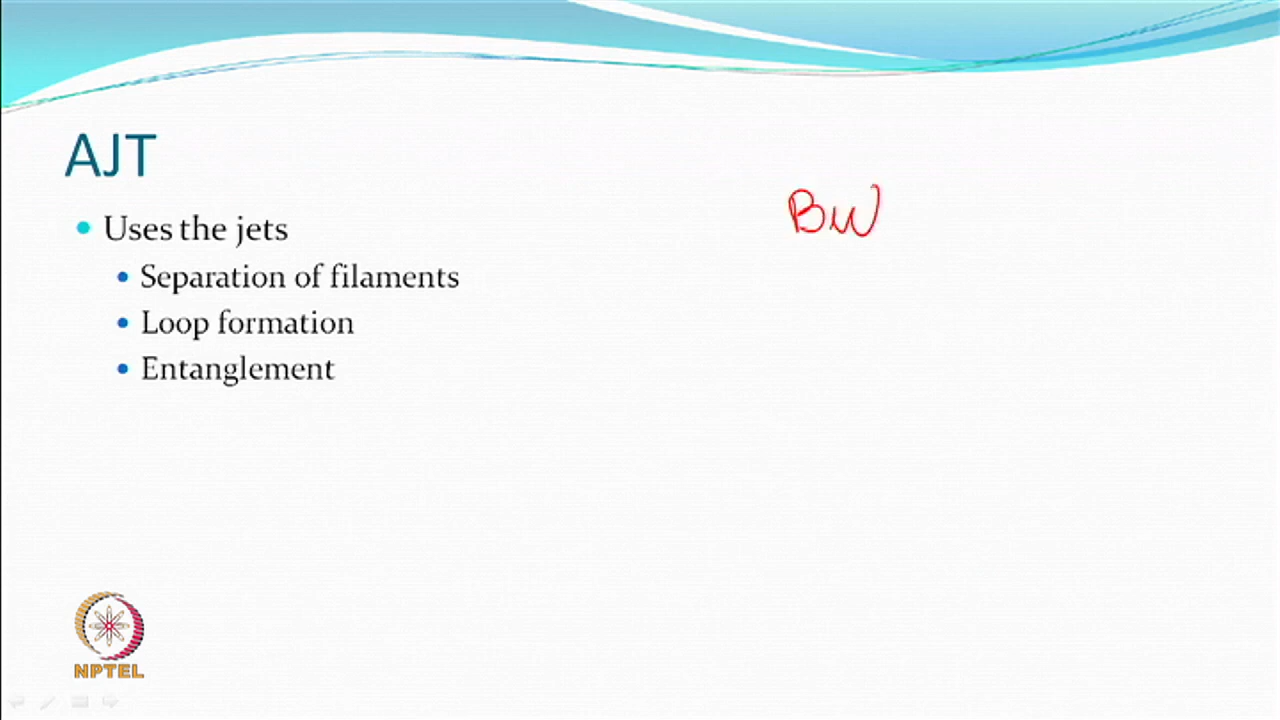 AJT
BW
Uses the jets
Separation of filaments
Loop formation
Entanglement
NPTEL